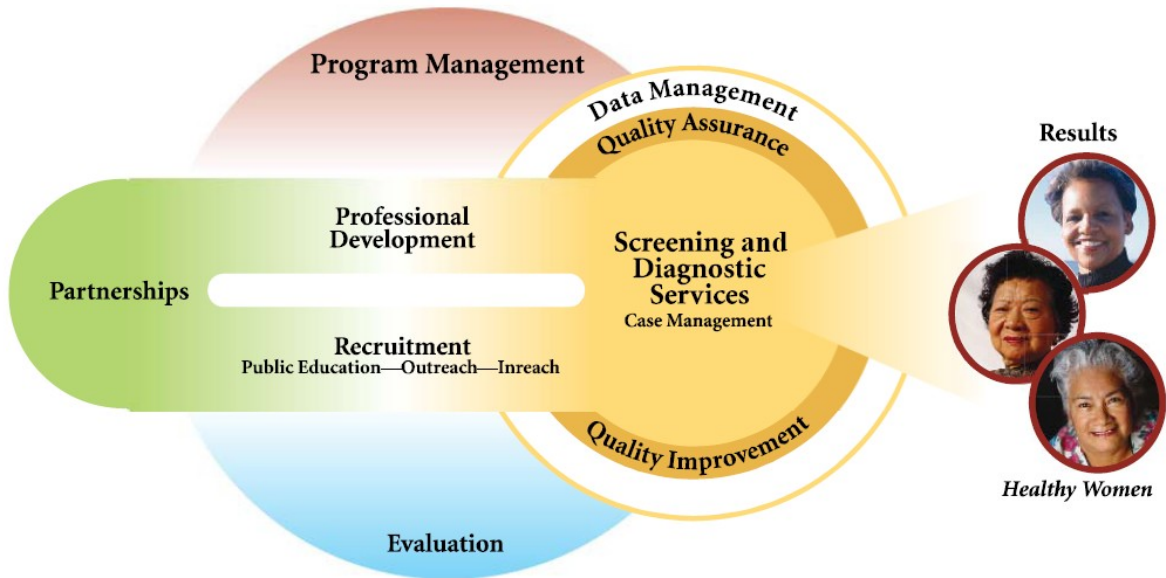 Program Management
Data Management
Quality Assurance
Results
Professional
Development
Screening and
Diagnostic
Services
Case Management
Partnerships
Recruitment
Public Education—Outreach—Inreach
Quality Improvement
Healthy Women
Evaluation